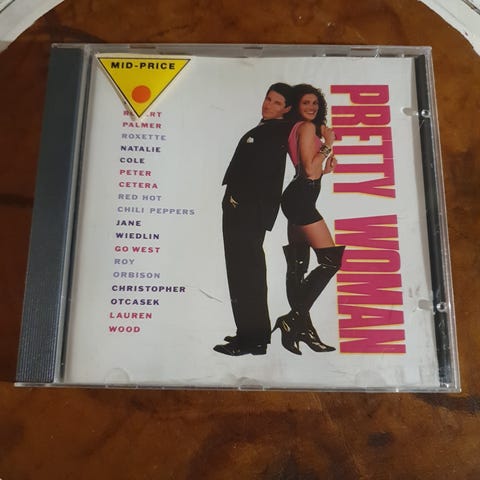 MID-PRICE
PALMER
ROXETTE
NATALIE
COLE
PETER
CETERA
RED HOT
CHILI PEPPERS
JANE
WIEDLIN
GO WEST
ROY
ORBISON
CHRISTOPHER
OTCASEK
LAUREN
WOOD
PRETTY WOMAN